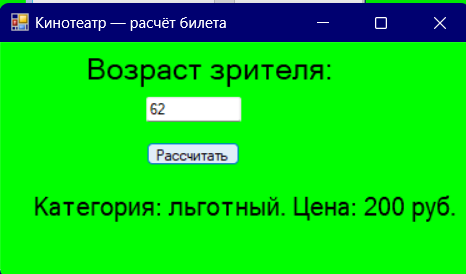 Кинотеатр — расчёт билета
Возраст зрителя:
62
Рассчитать
Категория: льготный. Цена: 200 руб.